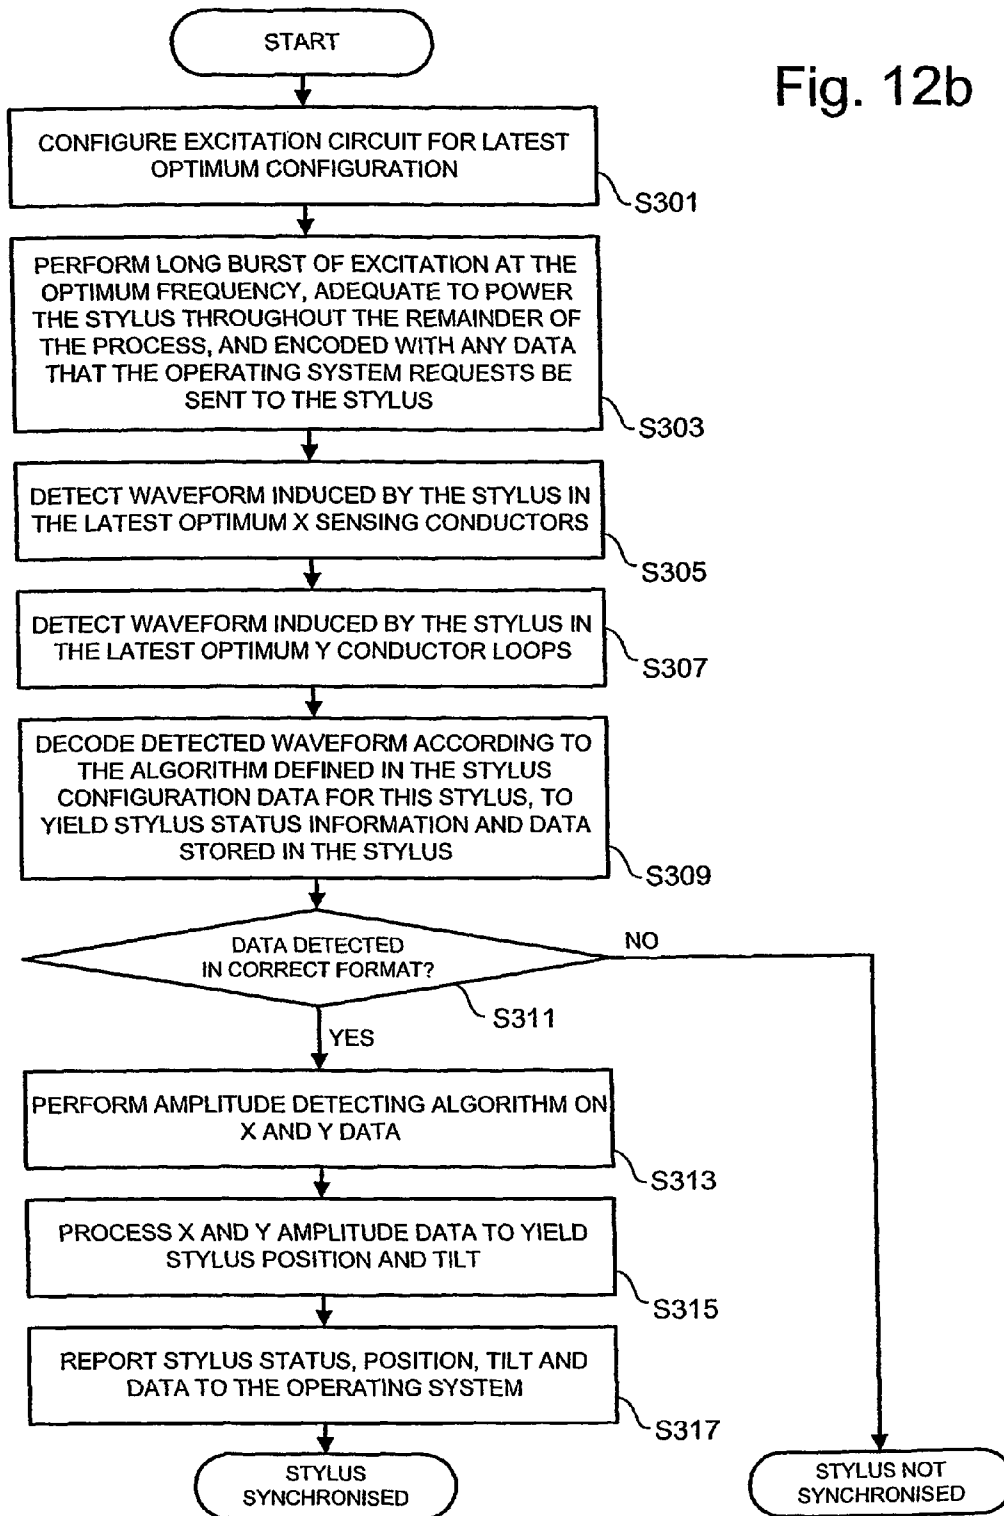 START
Fig. 12b
CONFIGURE EXCITATION CIRCUIT FOR LATEST
OPTIMUM CONFIGURATION
S301
PERFORM LONG BURST OF EXCITATION AT THE
OPTIMUM FREQUENCY, ADEQUATE TO POWER
THE STYLUS THROUGHOUT THE REMAINDER OF
THE PROCESS, AND ENCODED WITH ANY DATA
THAT THE OPERATING SYSTEM REQUESTS BE
SENT TO THE STYLUS
S303
DETECT WAVEFORM INDUCED BY THE STYLUS IN
THE LATEST OPTIMUM X SENSING CONDUCTORS
S305
DETECT WAVEFORM INDUCED BY THE STYLUS IN
THE LATEST OPTIMUM Y CONDUCTOR LOOPS
S307
DECODE DETECTED WAVEFORM ACCORDING TO
THE ALGORITHM DEFINED IN THE STYLUS
CONFIGURATION DATA FOR THIS STYLUS, TO
YIELD STYLUS STATUS INFORMATION AND DATA
STORED IN THE STYLUS
S309
DATA DETECTED
IN CORRECT FORMAT?
NO
S311
YES
PERFORM AMPLITUDE DETECTING ALGORITHM ON
X AND Y DATA
S313
PROCESS X AND Y AMPLITUDE DATA TO YIELD
STYLUS POSITION AND TILT
S315
REPORT STYLUS STATUS, POSITION, TILT AND
DATA TO THE OPERATING SYSTEM
S317
STYLUS
SYNCHRONISED
STYLUS NOT
SYNCHRONISED